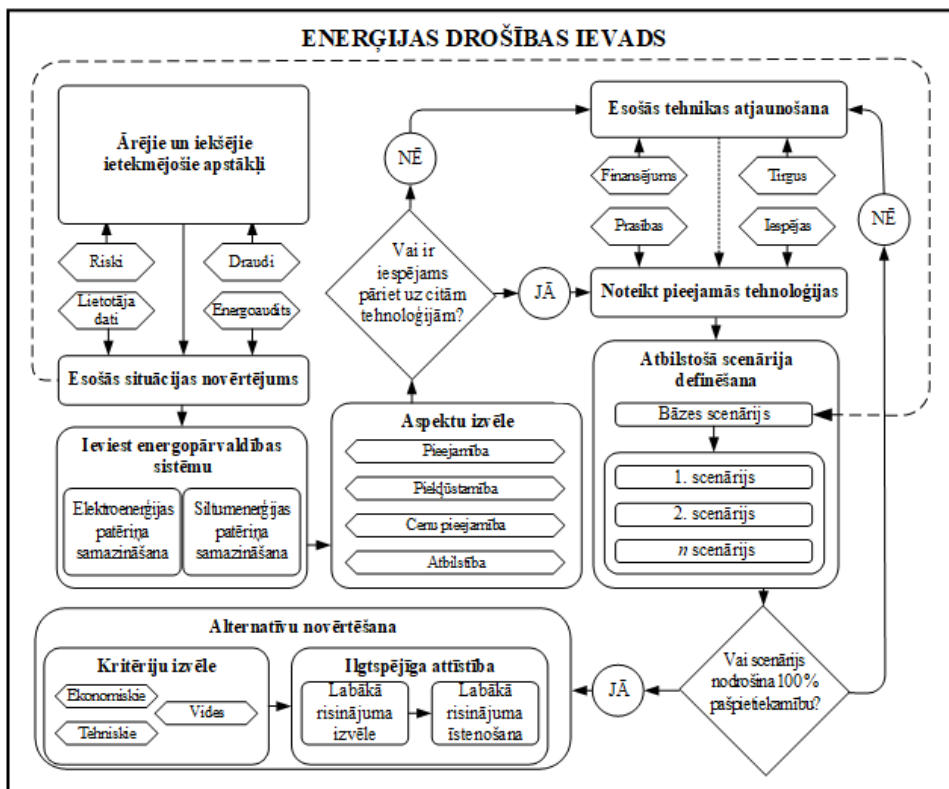 ENERĢIJAS DROŠĪBAS IEVADS
Ārējie un iekšējie
ietekmējošie apstākļi
Riski
Draudi
Lietotāja
dati
Energoaudits
Esošās situācijas novērtējums
Ieviest energopārvaldības
sistēmu
Elektroenerģijas
patēriņa
samazināšana
Siltumenerģijas
patēriņa
samazināšana
Aspektu izvēle
Pieejamība
Piekļūstamība
Cenu pieejamība
Atbilstība
Vai ir
iespējams
pāriet uz citām
tehnoloģijām?
NĒ
JĀ
Esošās tehnikas atjaunošana
Finansējums
Tirgus
Prasības
Iespējas
NĒ
Noteikt pieejamās tehnoloģijas
Atbilstošā scenārija
definēšana
Bāzes scenārijs
1. scenārijs
2. scenārijs
n scenārijs
Vai scenārijs
nodrošina 100%
pašpietiekamību?
JĀ
Alternatīvu novērtēšana
Kritēriju izvēle
Ekonomiskie
Vides
Tehniskie
Ilgtspējīga attīstība
Labākā
risinājuma
izvēle
Labākā
risinājuma
īstenošana